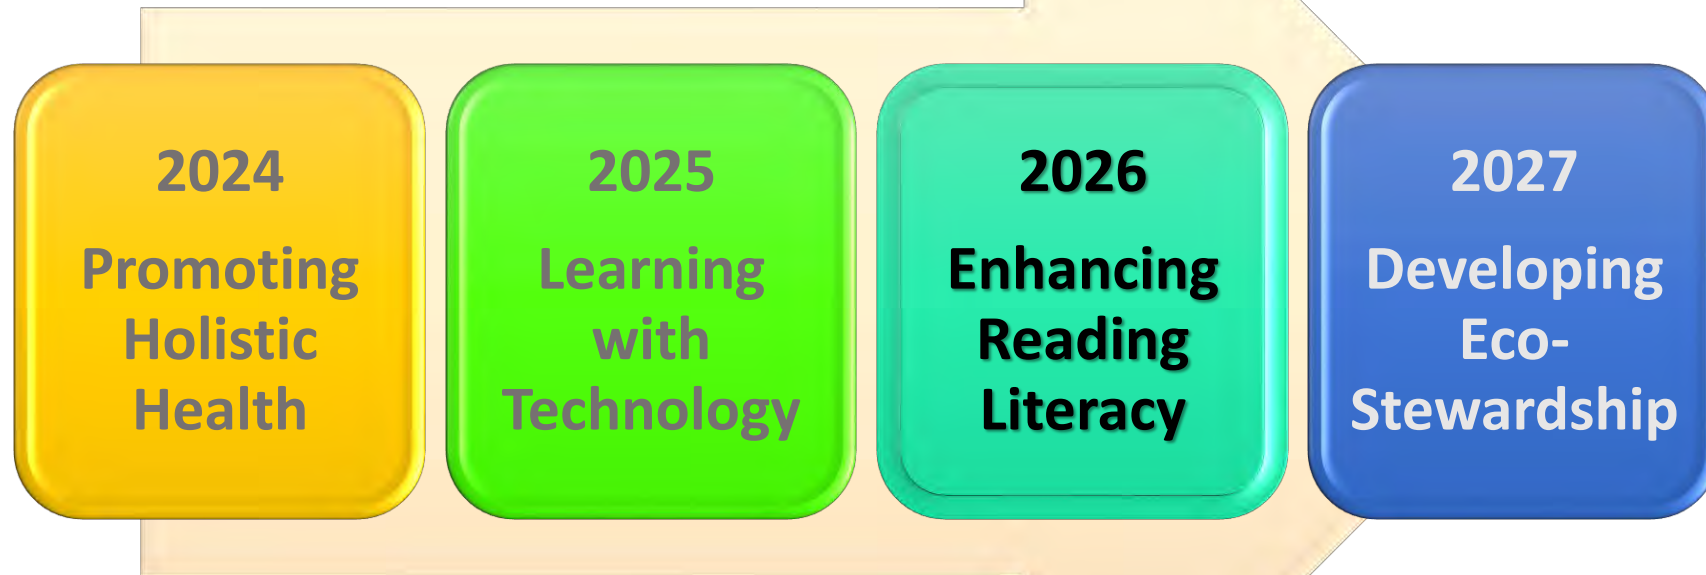 2024
Promoting
Holistic
Health
2025
Learning
with
Technology
2026
Enhancing
Reading
Literacy
2027
Developing
Eco-
Stewardship